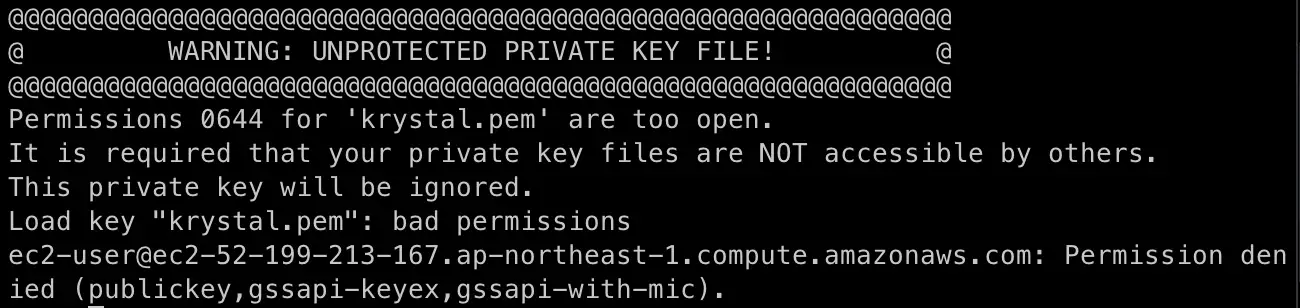 @@@@@@@@@@@@@@@@@@@@@@@@@@@@@@@@@@@@@@@@@@@@@@@@@@@@@@@@@@@
@         WARNING: UNPROTECTED PRIVATE KEY FILE!          @
@@@@@@@@@@@@@@@@@@@@@@@@@@@@@@@@@@@@@@@@@@@@@@@@@@@@@@@@@@@
Permissions 0644 for 'krystal.pem' are too open.
It is required that your private key files are NOT accessible by others.
This private key will be ignored.
Load key "krystal.pem": bad permissions
ec2-user@ec2-52-199-213-167.ap-northeast-1.compute.amazonaws.com: Permission den
ied (publickey,gssapi-keyex,gssapi-with-mic).